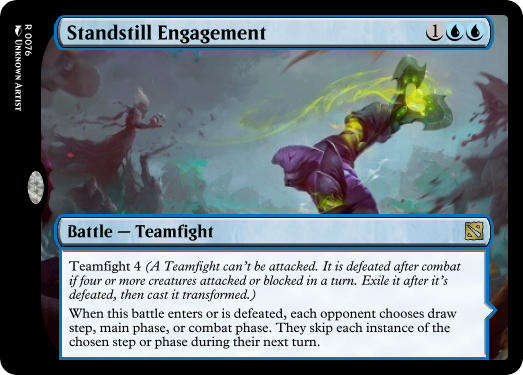 Standstill Engagement 1
R 0076
Unknown Artist
Battle — Teamfight
Teamfight 4 (A Teamfight can't be attacked. It is defeated after combat
if four or more creatures attacked or blocked in a turn. Exile it after it's
defeated, then cast it transformed.)
When this battle enters or is defeated, each opponent chooses draw
step, main phase, or combat phase. They skip each instance of the
chosen step or phase during their next turn.